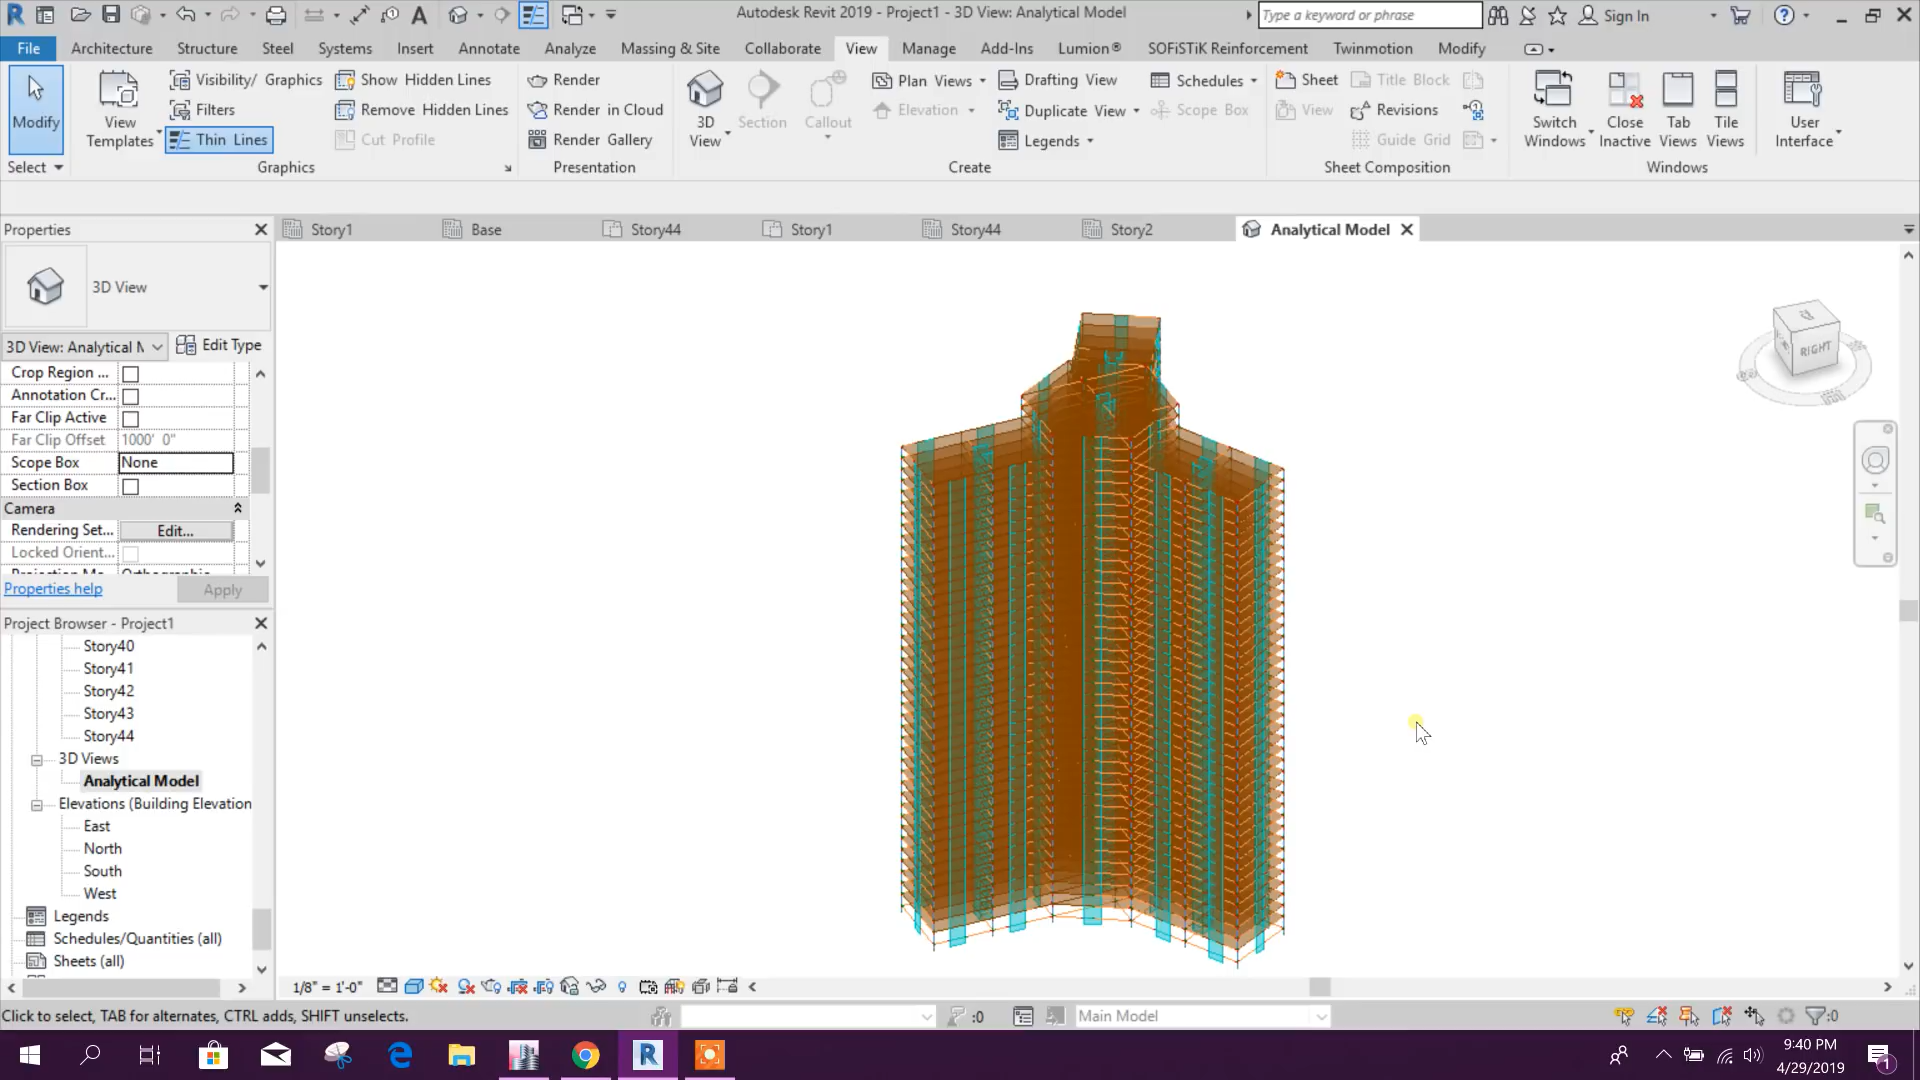 Autodesk Revit 2019 - Project1 - 3D View: Analytical Model
Type a keyword or phrase
Sign In
File Architecture Structure Steel Systems Insert Annotate Analyze Massing & Site Collaborate View Manage Add-Ins Lumion® SOFiSTiK Reinforcement Twinmotion Modify
Modify
Select
View Templates
Visibility/ Graphics
Filters
Thin Lines
Show Hidden Lines
Remove Hidden Lines
Cut Profile
Graphics
Render
Render in Cloud
Render Gallery
Presentation
3D View
Section
Callout
Plan Views
Elevation
Drafting View
Duplicate View
Legends
Schedules
Scope Box
Create
Sheet
View
Title Block
Revisions
Guide Grid
Sheet Composition
Switch Windows
Close Inactive
Tab Views
Tile Views
Windows
User Interface
Properties
Story1 Base Story44 Story1 Story44 Story2 Analytical Model
3D View
3D View: Analytical M
Edit Type
Crop Region ...
Annotation Cr...
Far Clip Active
Far Clip Offset 1000' 0"
Scope Box None
Section Box
Camera
Rendering Set... Edit...
Locked Orient...
Properties help Apply
Project Browser - Project1
Story40
Story41
Story42
Story43
Story44
3D Views
Analytical Model
Elevations (Building Elevation
East
North
South
West
Legends
Schedules/Quantities (all)
Sheets (all)
RIGHT
1/8" = 1'-0"
Click to select, TAB for alternates, CTRL adds, SHIFT unselects.
:0
Main Model
:0
9:40 PM
4/29/2019
1